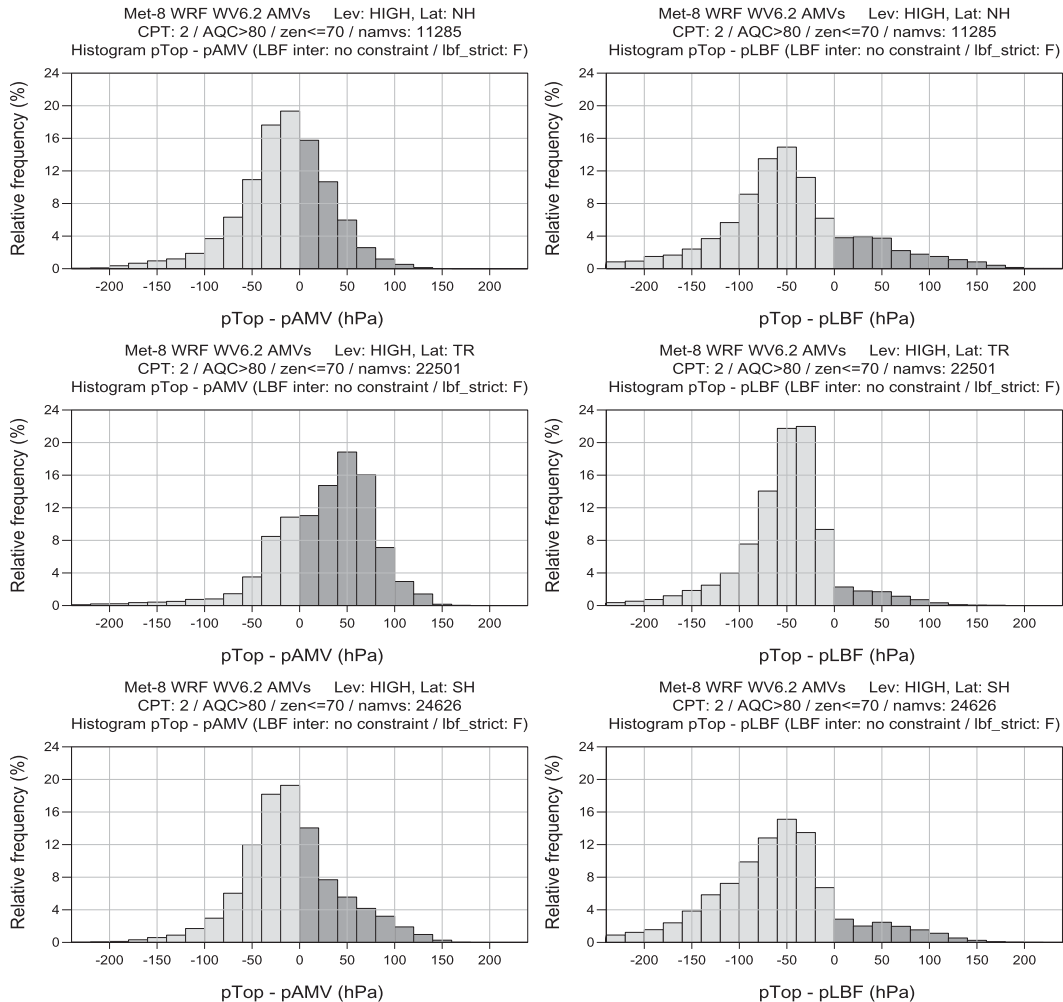 Met-8 WRF WV6.2 AMVs Lev: HIGH, Lat: NH
CPT: 2 / AQC>80 / zen<=70 / namvs: 11285
Histogram pTop - pAMV (LBF inter: no constraint / lbf_strict: F)
24
20
16
12
8
4
0
Relative frequency (%)
-200 -150 -100 -50 0 50 100 150 200
pTop - pAMV (hPa)
Met-8 WRF WV6.2 AMVs Lev: HIGH, Lat: NH
CPT: 2 / AQC>80 / zen<=70 / namvs: 11285
Histogram pTop - pLBF (LBF inter: no constraint / lbf_strict: F)
24
20
16
12
8
4
0
Relative frequency (%)
-200 -150 -100 -50 0 50 100 150 200
pTop - pLBF (hPa)
Met-8 WRF WV6.2 AMVs Lev: HIGH, Lat: TR
CPT: 2 / AQC>80 / zen<=70 / namvs: 22501
Histogram pTop - pAMV (LBF inter: no constraint / lbf_strict: F)
24
20
16
12
8
4
0
Relative frequency (%)
-200 -150 -100 -50 0 50 100 150 200
pTop - pAMV (hPa)
Met-8 WRF WV6.2 AMVs Lev: HIGH, Lat: TR
CPT: 2 / AQC>80 / zen<=70 / namvs: 22501
Histogram pTop - pLBF (LBF inter: no constraint / lbf_strict: F)
24
20
16
12
8
4
0
Relative frequency (%)
-200 -150 -100 -50 0 50 100 150 200
pTop - pLBF (hPa)
Met-8 WRF WV6.2 AMVs Lev: HIGH, Lat: SH
CPT: 2 / AQC>80 / zen<=70 / namvs: 24626
Histogram pTop - pAMV (LBF inter: no constraint / lbf_strict: F)
24
20
16
12
8
4
0
Relative frequency (%)
-200 -150 -100 -50 0 50 100 150 200
pTop - pAMV (hPa)
Met-8 WRF WV6.2 AMVs Lev: HIGH, Lat: SH
CPT: 2 / AQC>80 / zen<=70 / namvs: 24626
Histogram pTop - pLBF (LBF inter: no constraint / lbf_strict: F)
24
20
16
12
8
4
0
Relative frequency (%)
-200 -150 -100 -50 0 50 100 150 200
pTop - pLBF (hPa)